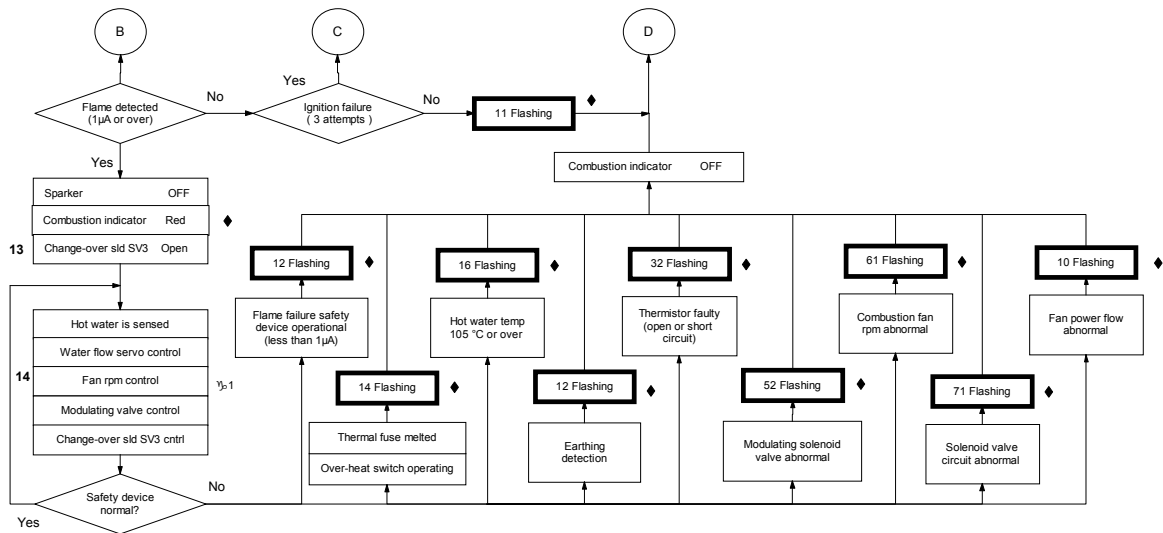 B
C
D
Flame detected
(1µA or over)
No
Yes
Ignition failure
( 3 attempts )
No
11 Flashing
♦
Yes
Combustion indicator OFF
Sparker OFF
Combustion indicator Red
♦
13
Change-over sld SV3 Open
12 Flashing
♦
16 Flashing
♦
32 Flashing
♦
61 Flashing
♦
10 Flashing
♦
Flame failure safety
device operational
(less than 1µA)
Hot water temp
105 °C or over
Thermistor faulty
(open or short
circuit)
Combustion fan
rpm abnormal
Fan power flow
abnormal
Hot water is sensed
Water flow servo control
14
Fan rpm control
♑1
Modulating valve control
Change-over sld SV3 cntrl
14 Flashing
♦
12 Flashing
♦
52 Flashing
♦
71 Flashing
♦
Thermal fuse melted
Over-heat switch operating
Earthing
detection
Modulating solenoid
valve abnormal
Solenoid valve
circuit abnormal
Safety device
normal?
No
Yes